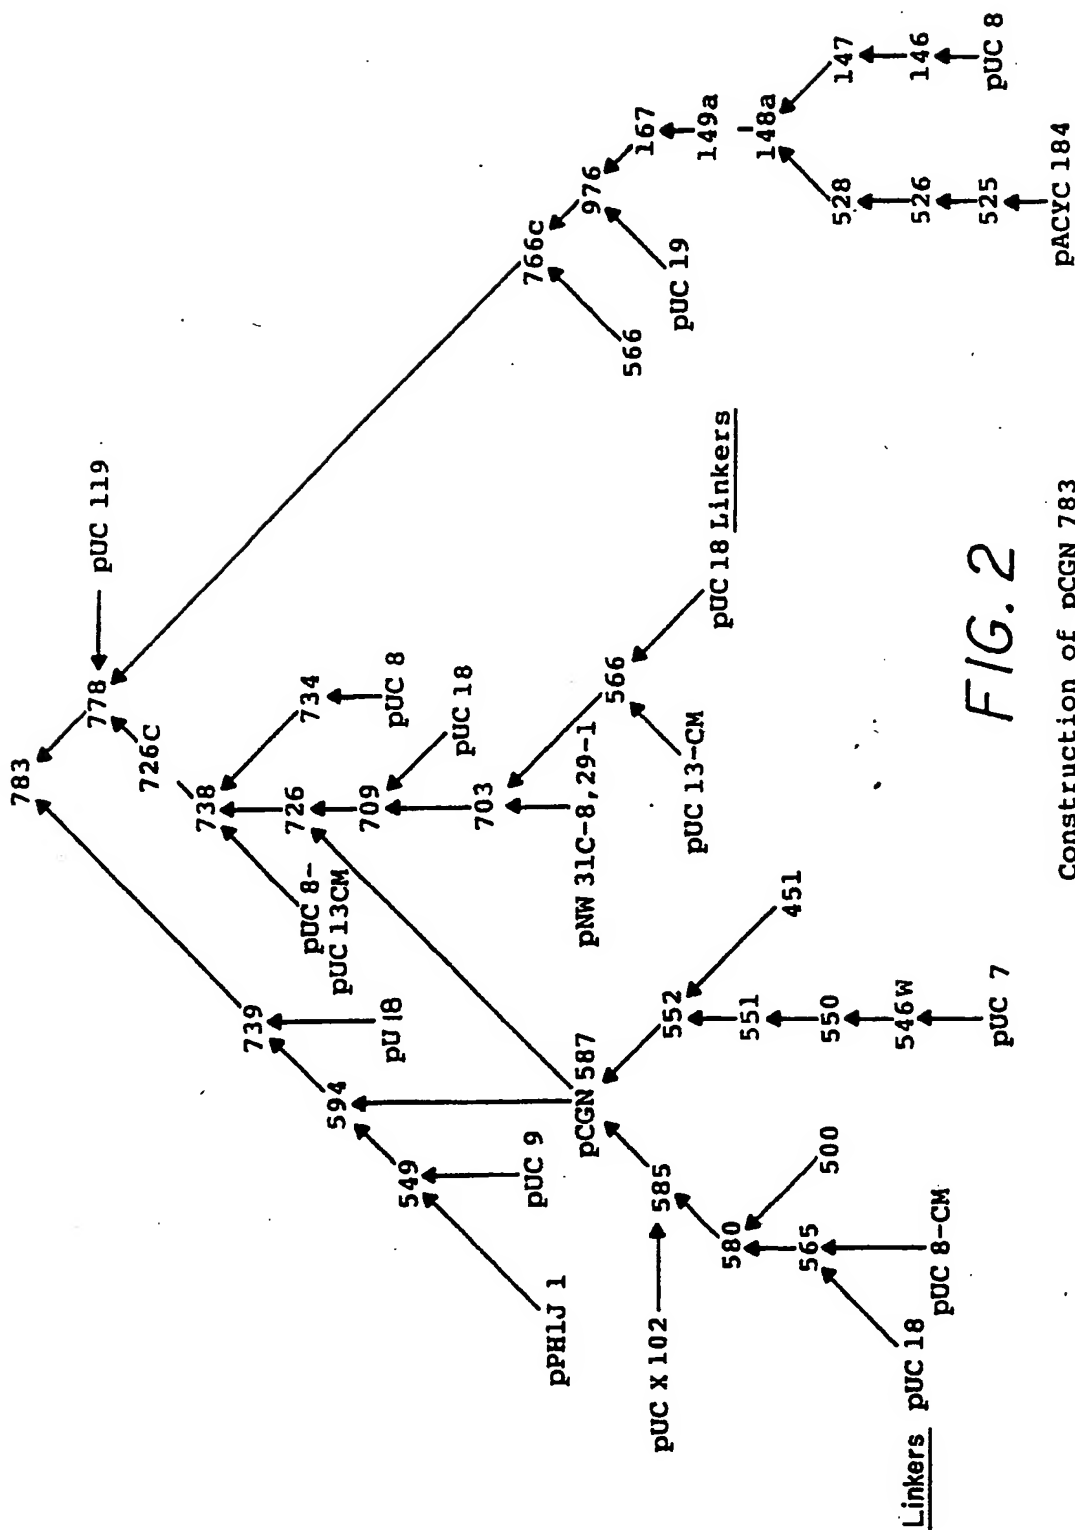 783
778
pUC 119
726C
739
738
734
pUC 8-
pUC 13CM
726
pUC 8
pU18
594
709
pUC 18
549
703
766c
976
167
149a
148a
147
146
pUC 8
528
526
525
pACYC 184
pUC 19
566
pUC 9
pPH1J 1
pCGN 587
pNW 31C-8,29-1
566
pUC 18 Linkers
pUC 13-CM
pUC X 102
585
552
451
580
500
551
565
550
546W
pUC 7
pUC 8-CM
Linkers pUC 18
FIG. 2
Construction of pCGN 783